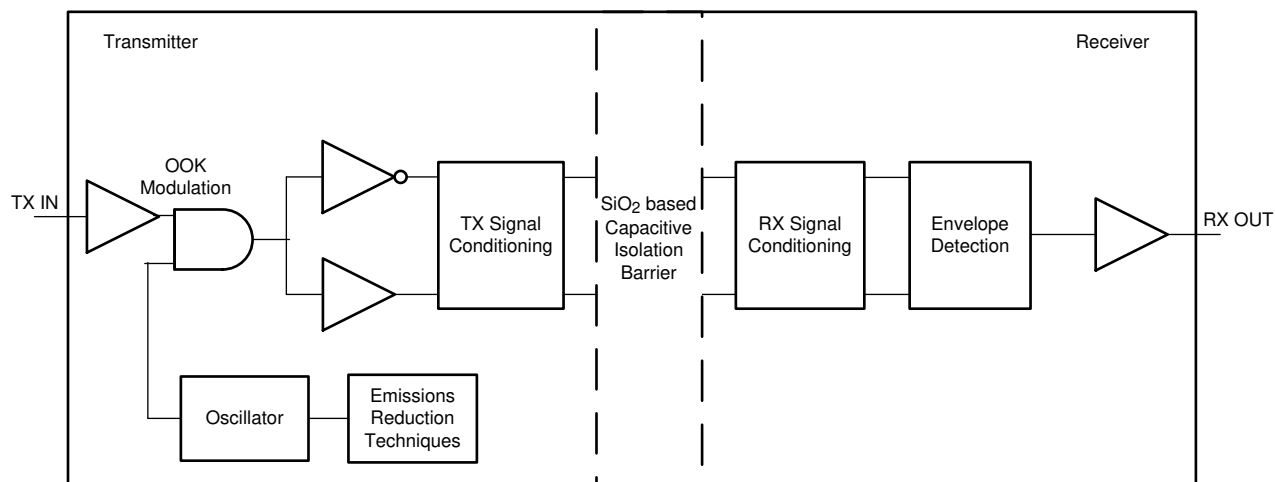 Transmitter
Receiver
OOK
Modulation
TX IN
TX Signal
Conditioning
SiO2 based
Capacitive
Isolation
Barrier
RX Signal
Conditioning
Envelope
Detection
RX OUT
Oscillator
Emissions
Reduction
Techniques